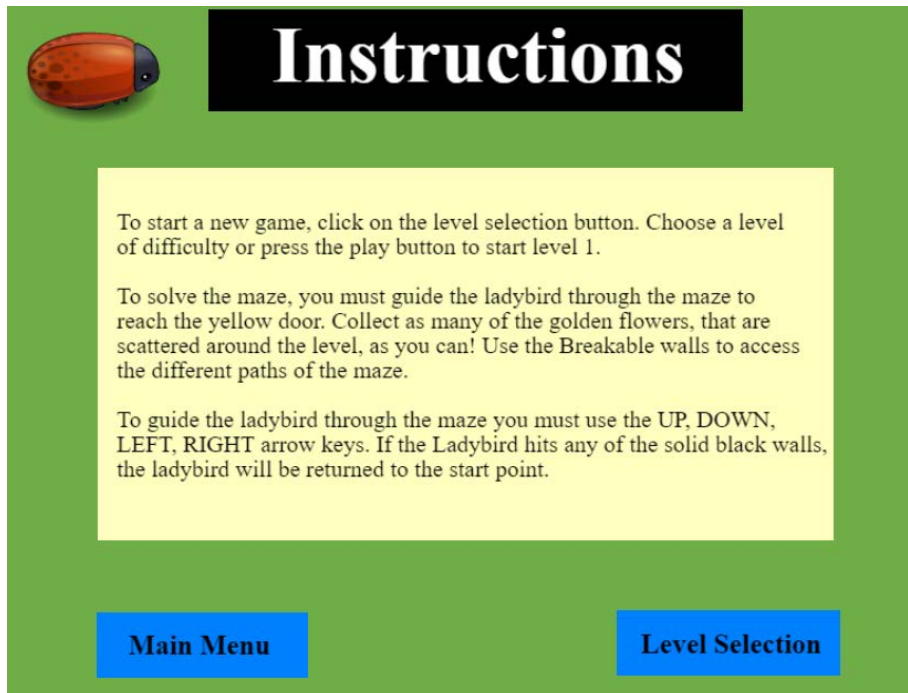 Instructions
To start a new game, click on the level selection button. Choose a level
of difficulty or press the play button to start level 1.
To solve the maze, you must guide the ladybird through the maze to
reach the yellow door. Collect as many of the golden flowers, that are
scattered around the level, as you can! Use the Breakable walls to access
the different paths of the maze.
To guide the ladybird through the maze you must use the UP, DOWN,
LEFT, RIGHT arrow keys. If the Ladybird hits any of the solid black walls,
the ladybird will be returned to the start point.
Main Menu
Level Selection